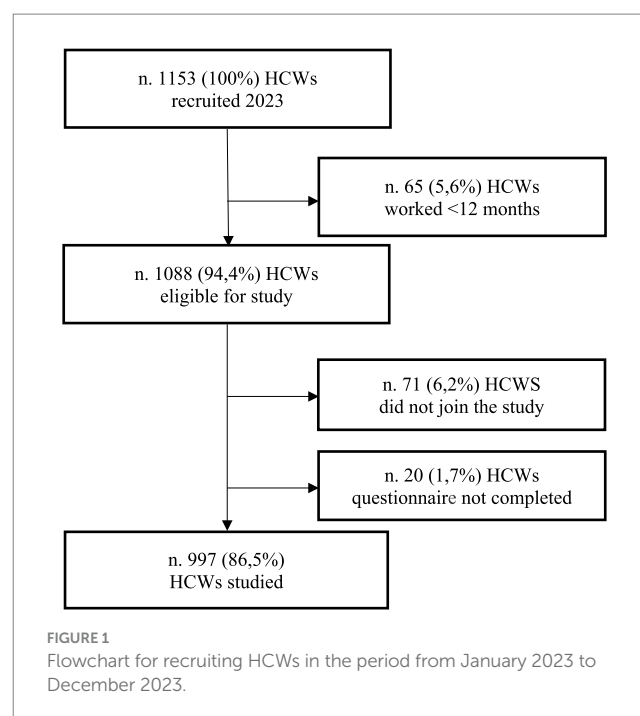 n. 1153 (100%) HCWs
recruited 2023
n. 65 (5,6%) HCWs
worked <12 months
n. 1088 (94,4%) HCWs
eligible for study
n. 71 (6,2%) HCWS
did not join the study
n. 20 (1,7%) HCWs
questionnaire not completed
n. 997 (86,5%)
HCWs studied
FIGURE 1
Flowchart for recruiting HCWs in the period from January 2023 to
December 2023.